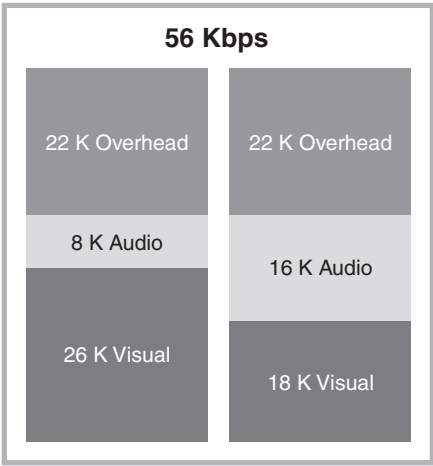 56 Kbps
22 K Overhead
8 K Audio
26 K Visual
22 K Overhead
16 K Audio
18 K Visual